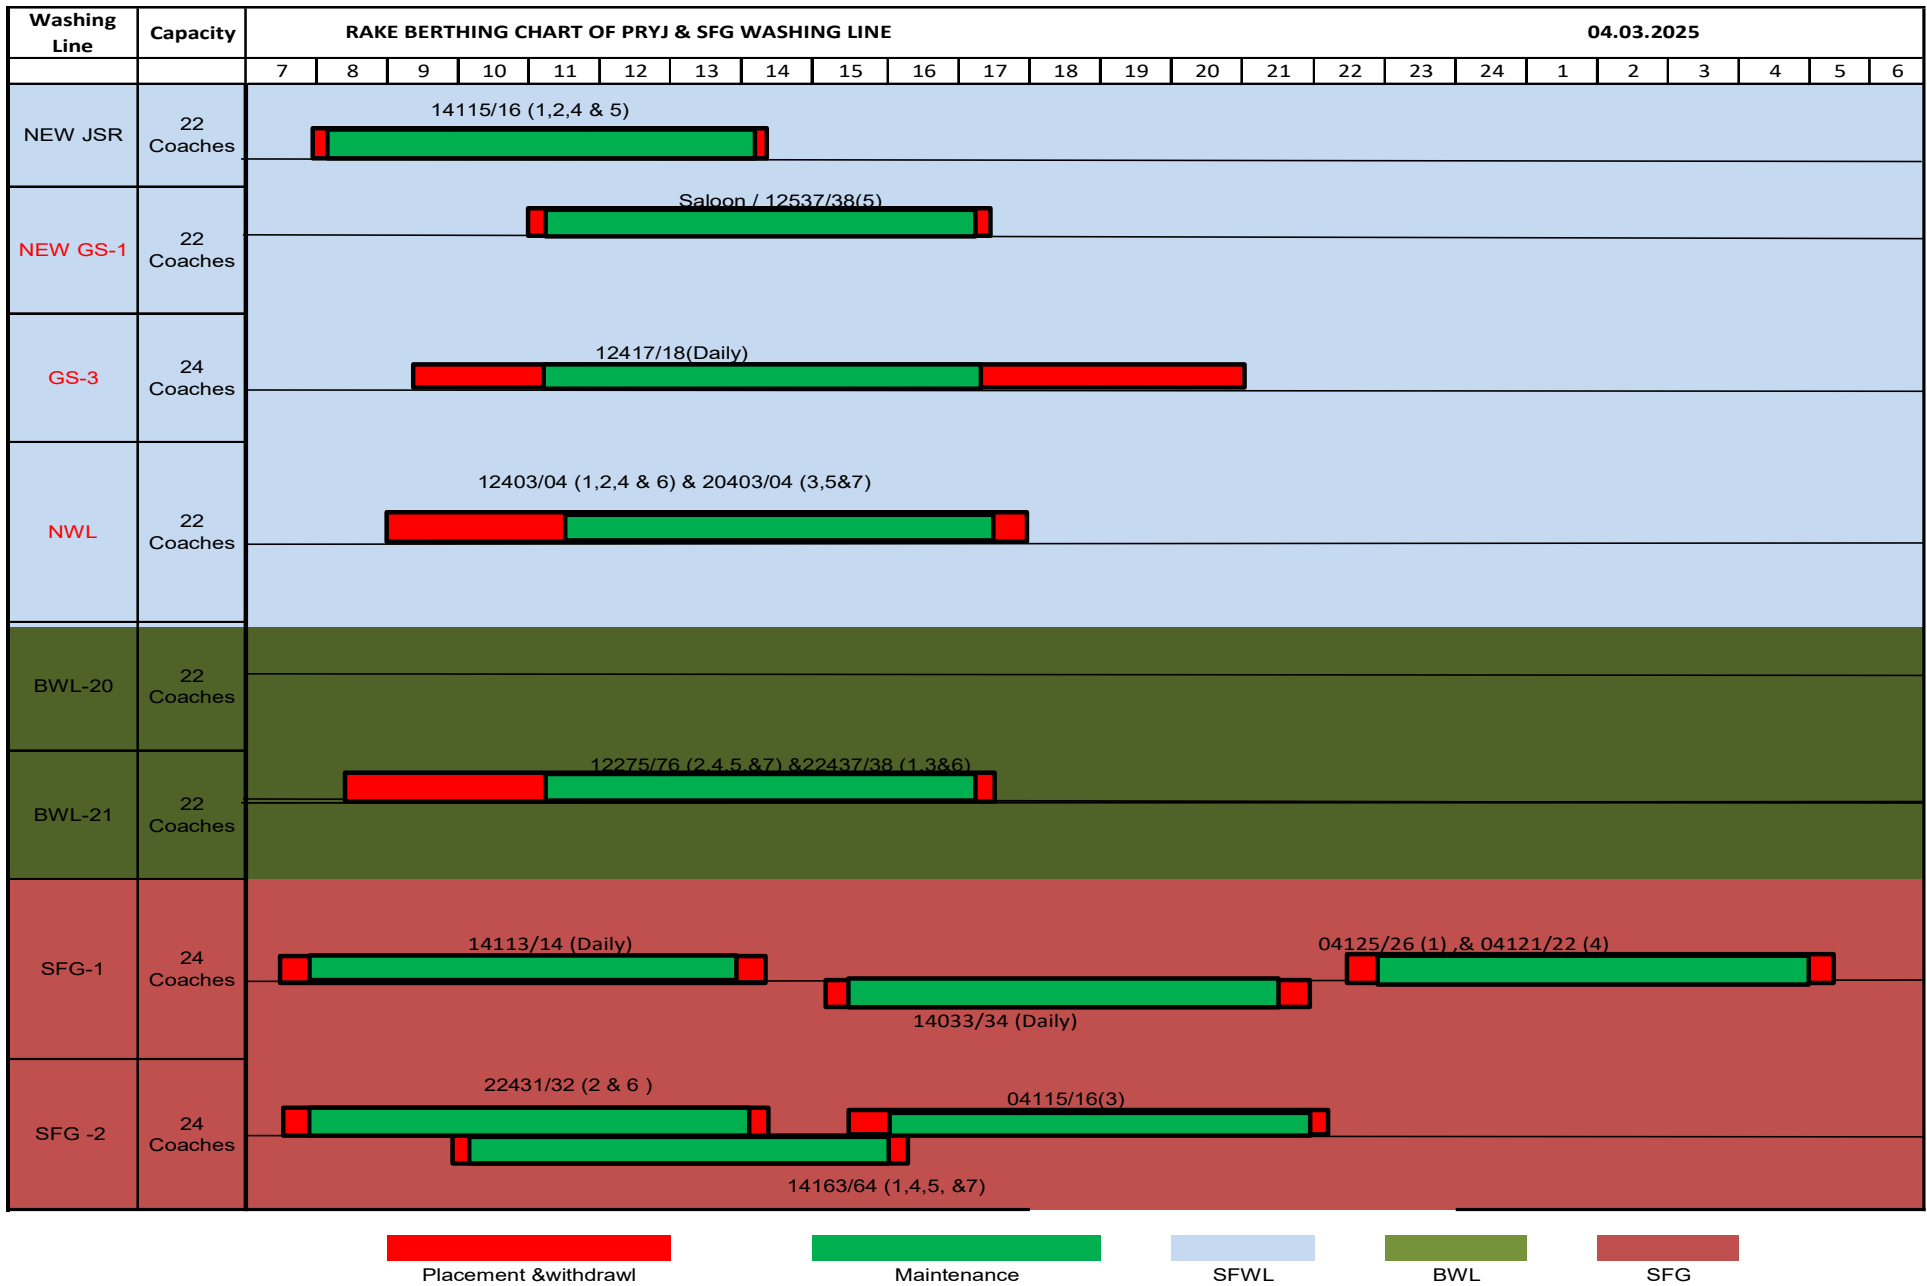 Washing
Line
Capacity
RAKE BERTHING CHART OF PRYJ & SFG WASHING LINE
04.03.2025
7 8 9 10 11 12 13 14 15 16 17 18 19 20 21 22 23 24 1 2 3 4 5 6
NEW JSR
22
Coaches
14115/16 (1,2,4 & 5)
NEW GS-1
22
Coaches
Saloon / 12537/38(5)
GS-3
24
Coaches
12417/18(Daily)
NWL
22
Coaches
12403/04 (1,2,4 & 6) & 20403/04 (3,5&7)
BWL-20
22
Coaches
BWL-21
22
Coaches
12275/76 (2,4,5,&7) &22437/38 (1,3&6)
SFG-1
24
Coaches
14113/14 (Daily)
04125/26 (1) ,& 04121/22 (4)
14033/34 (Daily)
SFG -2
24
Coaches
22431/32 (2 & 6 )
04115/16(3)
14163/64 (1,4,5, &7)
Placement &withdrawl
Maintenance
SFWL
BWL
SFG